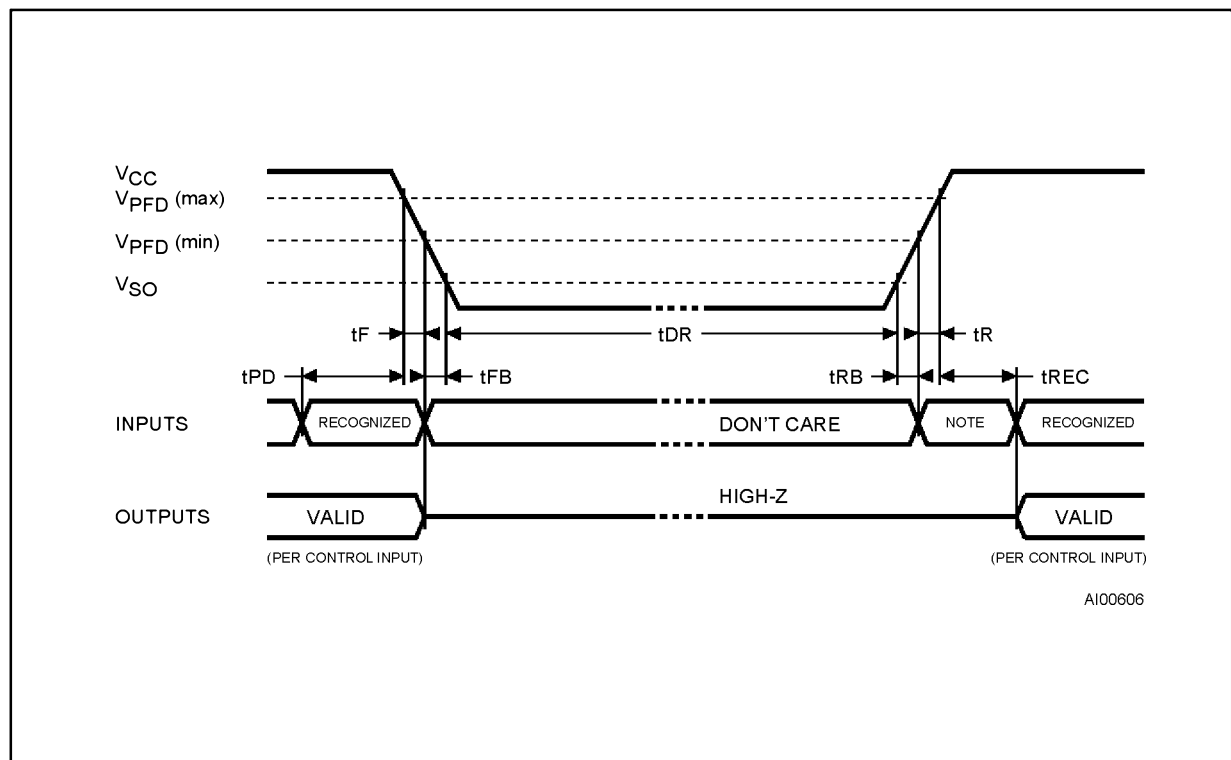 VCC
VPFD (max)
VPFD (min)
VSO
tF
tDR
tR
tPD
tFB
tRB
tREC
INPUTS
RECOGNIZED
DON'T CARE
NOTE
RECOGNIZED
HIGH-Z
OUTPUTS
VALID
VALID
(PER CONTROL INPUT)
(PER CONTROL INPUT)
AI00606